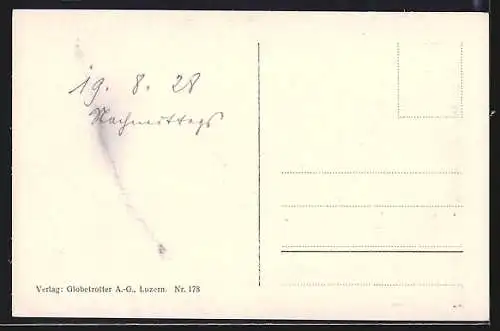 19. 8. 28
Nachmittags
Verlag: Globetrotter A.-G., Luzern. Nr. 178